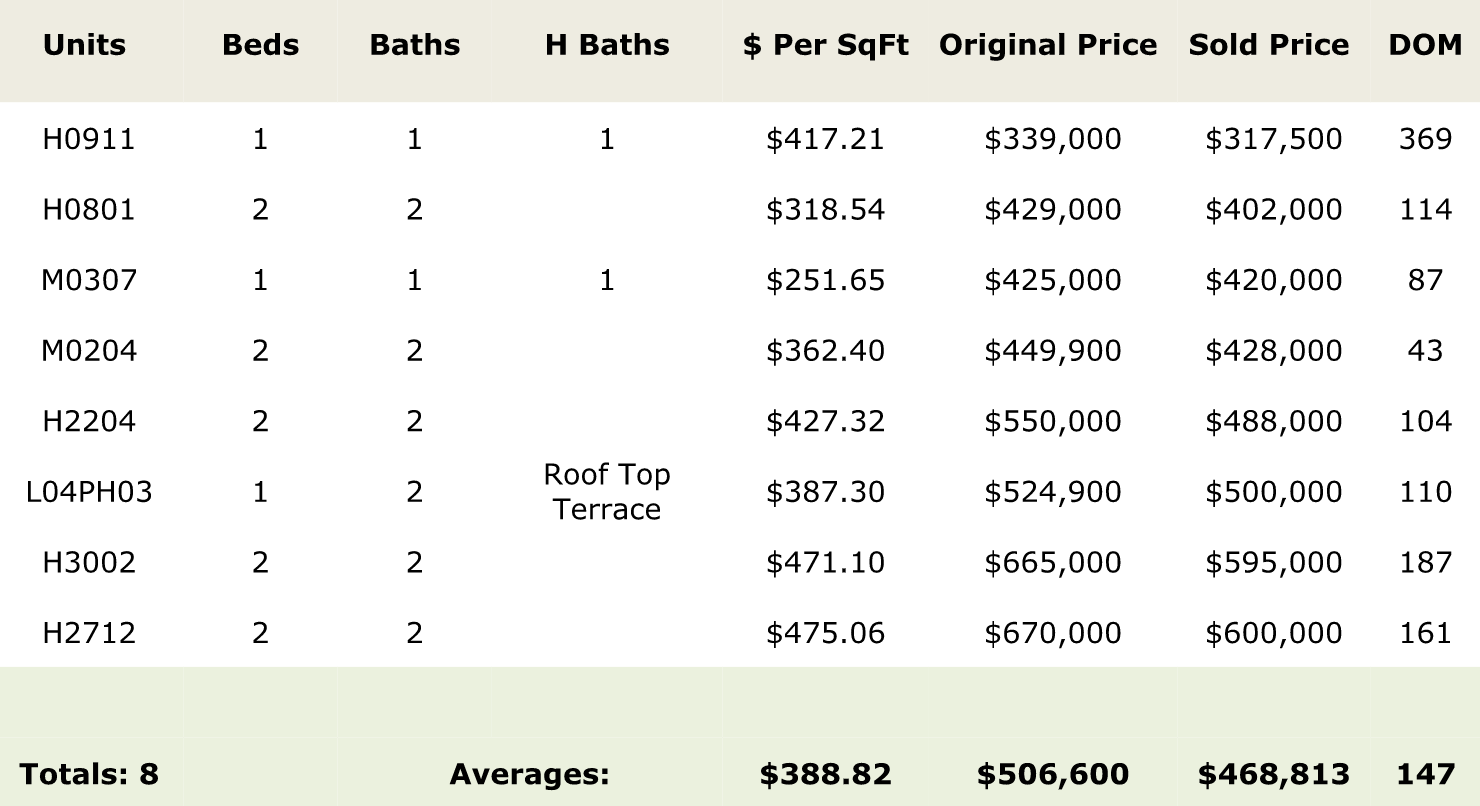 Units Beds Baths H Baths $ Per SqFt Original Price Sold Price DOM
H0911 1 1 1 $417.21 $339,000 $317,500 369
H0801 2 2 $318.54 $429,000 $402,000 114
M0307 1 1 1 $251.65 $425,000 $420,000 87
M0204 2 2 $362.40 $449,900 $428,000 43
H2204 2 2 $427.32 $550,000 $488,000 104
L04PH03 1 2 Roof Top Terrace $387.30 $524,900 $500,000 110
H3002 2 2 $471.10 $665,000 $595,000 187
H2712 2 2 $475.06 $670,000 $600,000 161
Totals: 8 Averages: $388.82 $506,600 $468,813 147